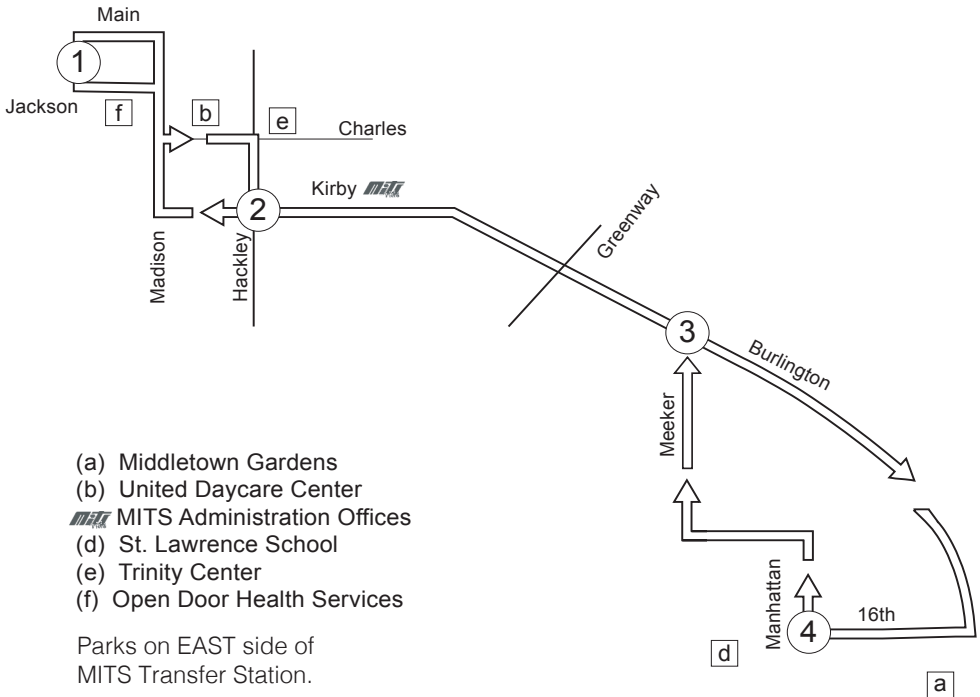 Main
1
Jackson
f
b
e
Charles
Kirby mits
2
Madison
Hackley
Greenway
3
Burlington
Meeker
Manhattan
4
16th
d
a
(a) Middletown Gardens
(b) United Daycare Center
mits MITS Administration Offices
(d) St. Lawrence School
(e) Trinity Center
(f) Open Door Health Services
Parks on EAST side of
MITS Transfer Station.